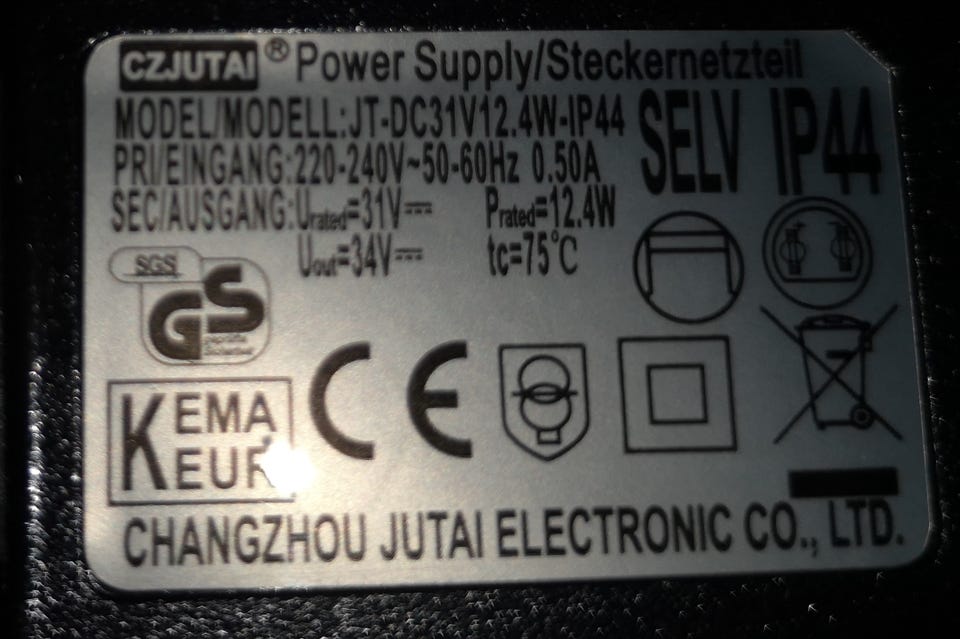 CZJUTAI® Power Supply/Steckernetzteil
MODEL/MODELL:JT-DC31V12.4W-IP44
SELV IP44
PRI/EINGANG:220-240V~50-60Hz 0.50A
SEC/AUSGANG:Urated=31V⎓ Prated=12.4W
Uout=34V⎓ tc=75℃
SGS
GS
geprüfte
Sicherheit
CE
KEMA
KEUR
CHANGZHOU JUTAI ELECTRONIC CO., LTD.